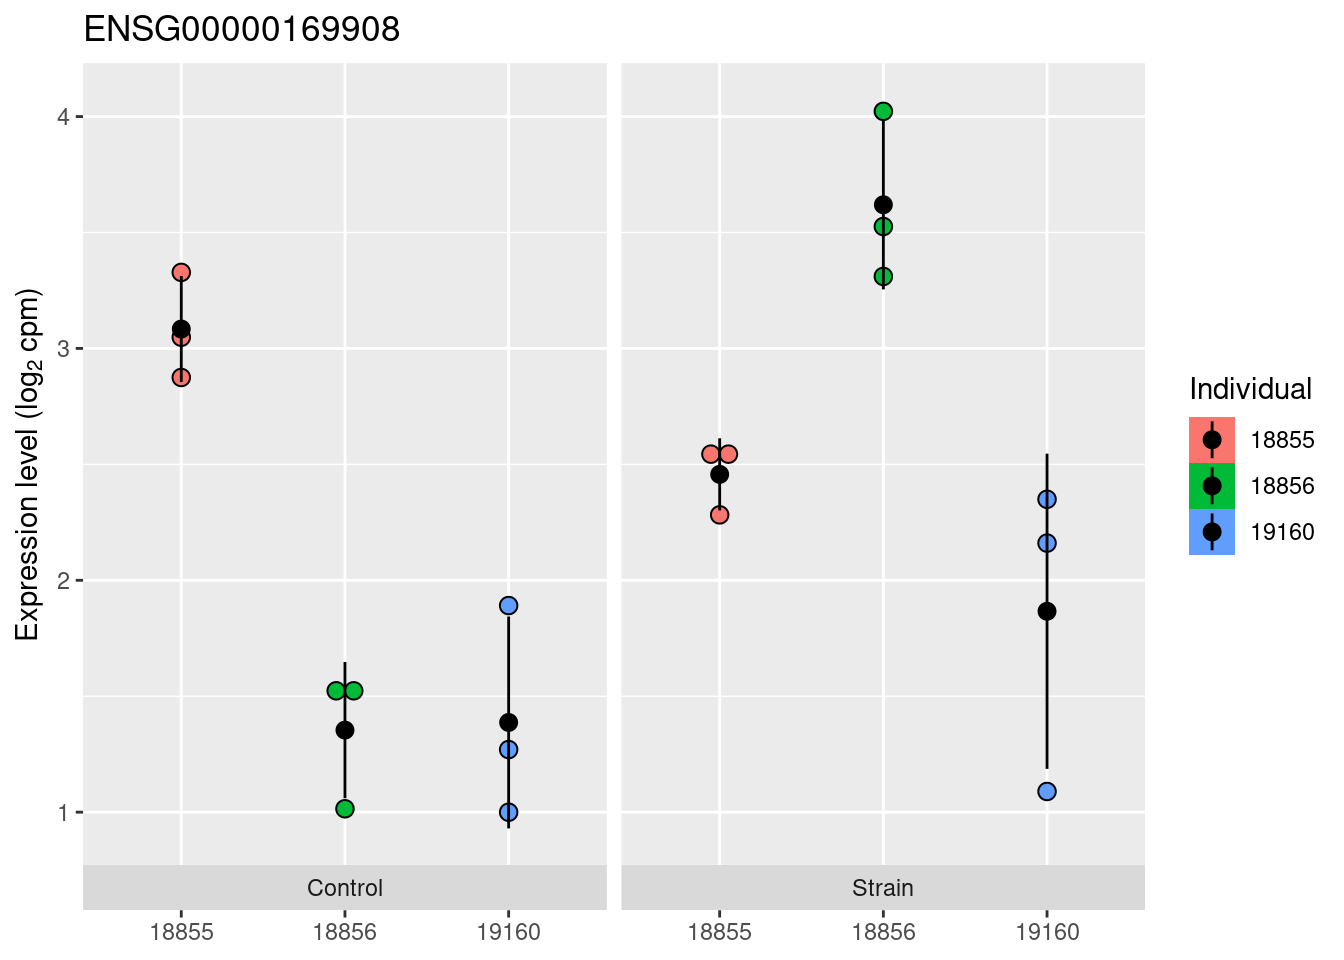 ENSG00000169908
Expression level (log₂ cpm)
4
3
2
1
Control
Strain
18855
18856
19160
18855
18856
19160
Individual
18855
18856
19160